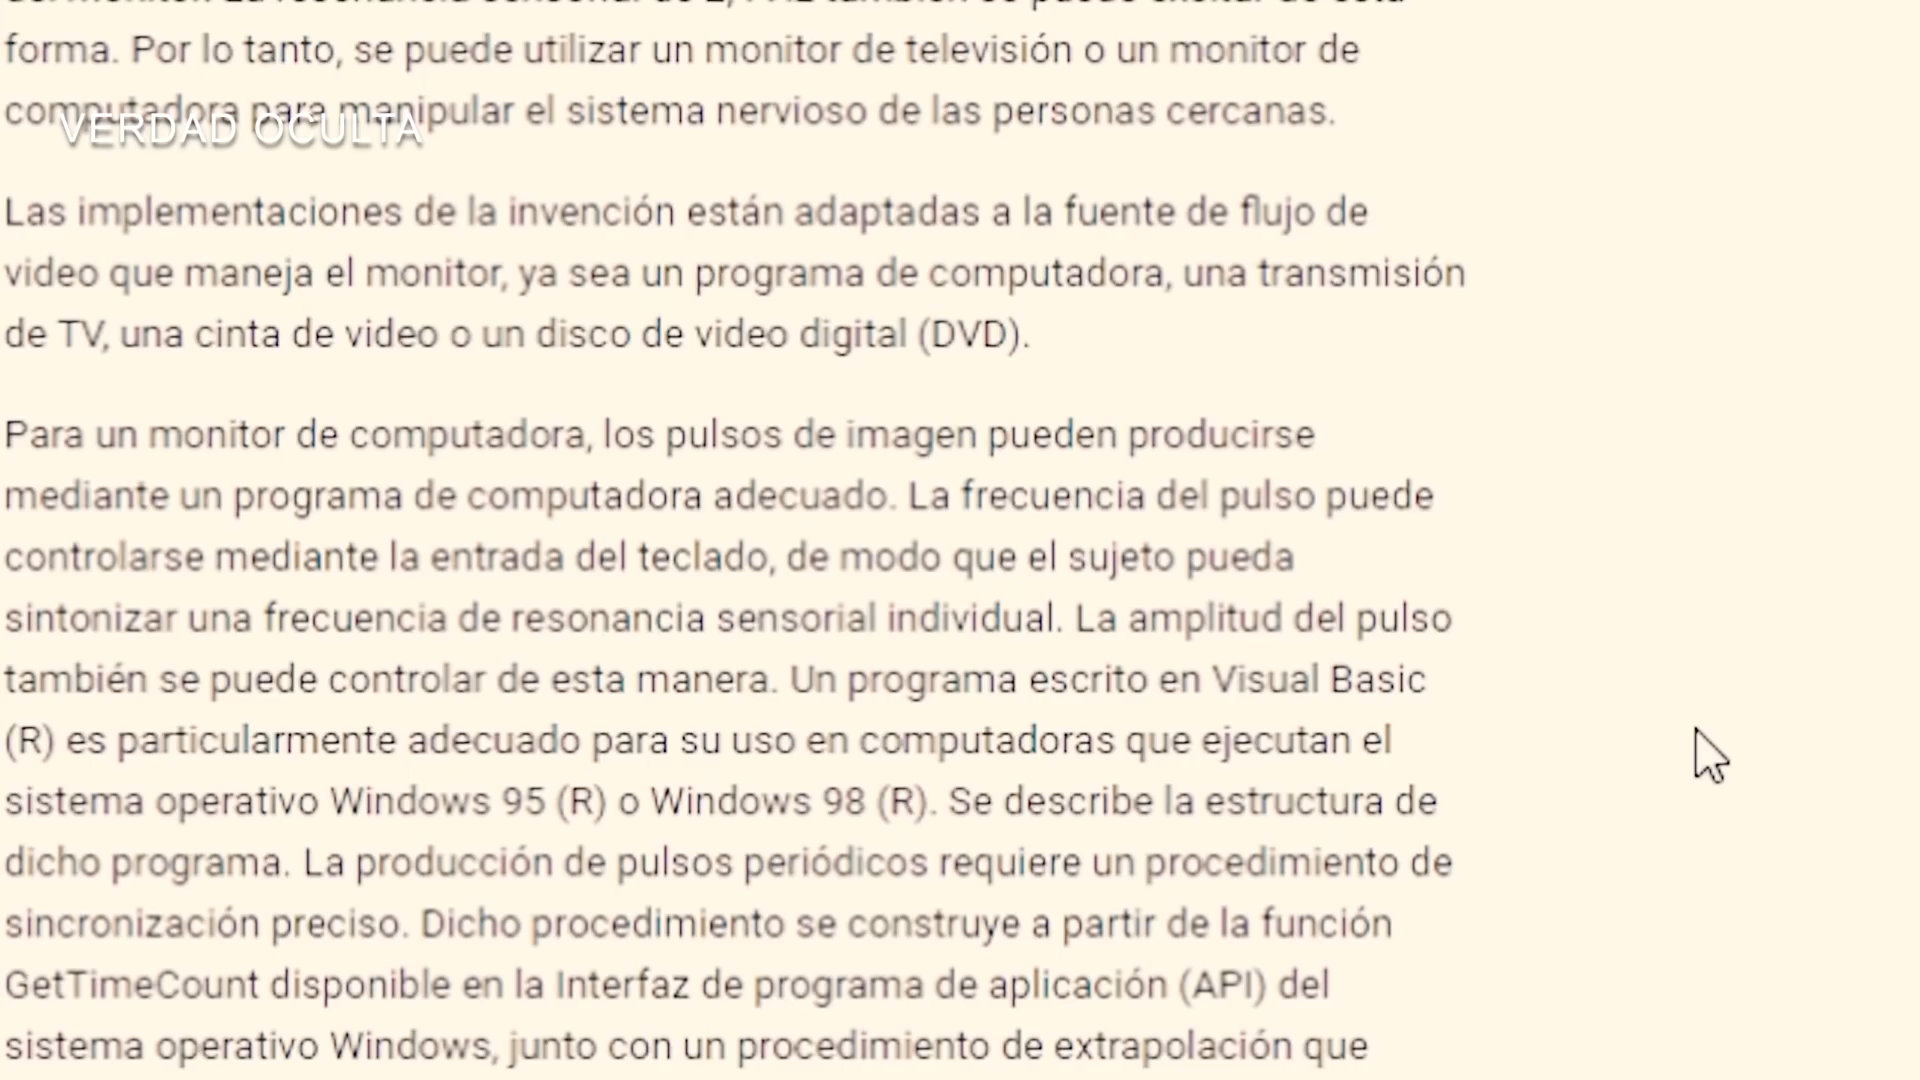 forma. Por lo tanto, se puede utilizar un monitor de televisión o un monitor de
computadora para manipular el sistema nervioso de las personas cercanas.
VERDAD OCULTA
Las implementaciones de la invención están adaptadas a la fuente de flujo de
video que maneja el monitor, ya sea un programa de computadora, una transmisión
de TV, una cinta de video o un disco de video digital (DVD).
Para un monitor de computadora, los pulsos de imagen pueden producirse
mediante un programa de computadora adecuado. La frecuencia del pulso puede
controlarse mediante la entrada del teclado, de modo que el sujeto pueda
sintonizar una frecuencia de resonancia sensorial individual. La amplitud del pulso
también se puede controlar de esta manera. Un programa escrito en Visual Basic
(R) es particularmente adecuado para su uso en computadoras que ejecutan el
sistema operativo Windows 95 (R) o Windows 98 (R). Se describe la estructura de
dicho programa. La producción de pulsos periódicos requiere un procedimiento de
sincronización preciso. Dicho procedimiento se construye a partir de la función
GetTimeCount disponible en la Interfaz de programa de aplicación (API) del
sistema operativo Windows, junto con un procedimiento de extrapolación que